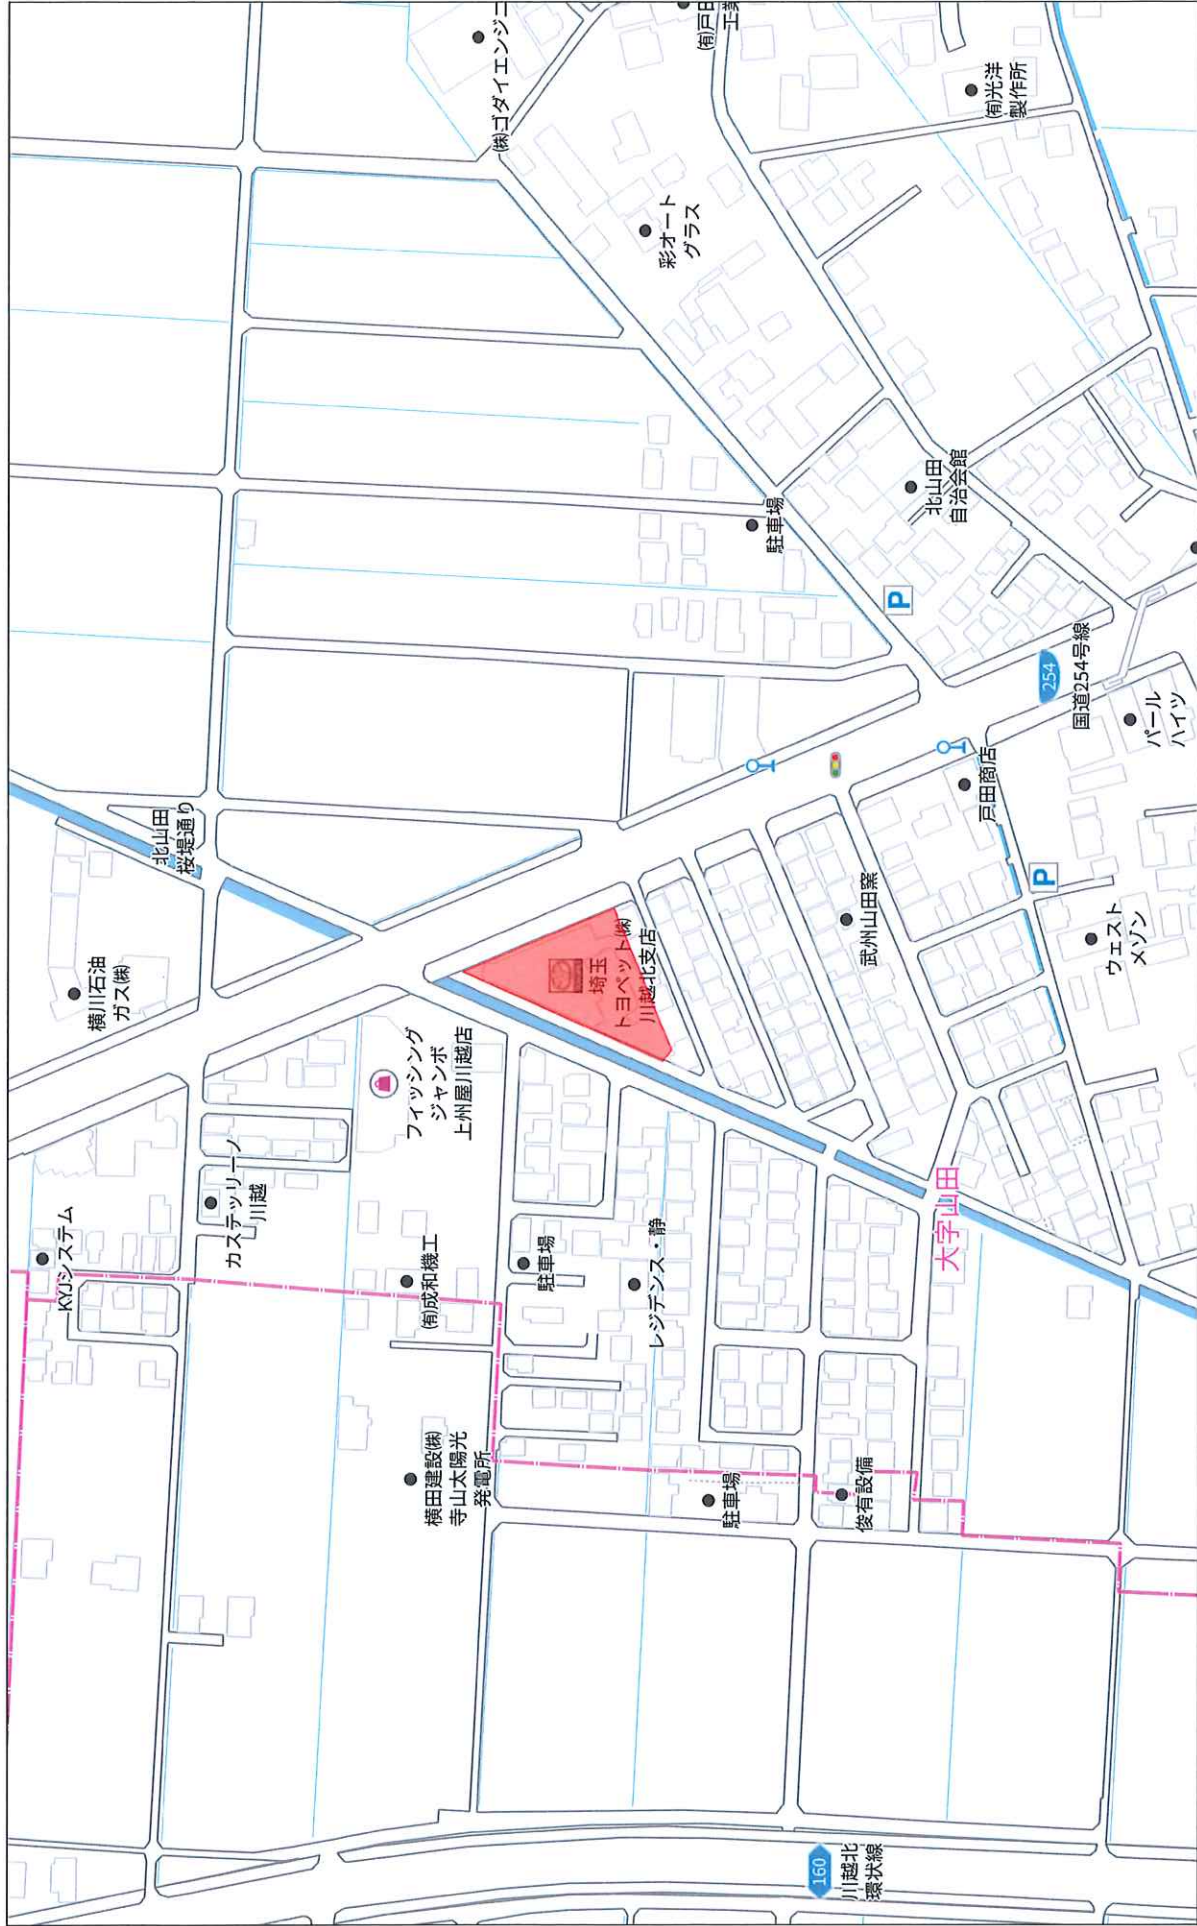 KYJシステム
横川石油
ガス㈱
北山田
桜堤通り
カステッリーノ
川越
フィッシング
ジャンボ
上州屋川越店
㈲成和機工
横田建設㈱
寺山太陽光
発電所
駐車場
レジデンス・静
駐車場
俊有設備
埼玉
トヨペット㈱
川越北支店
武州山田窯
大字山田
戸田商店
P
ウェスト
メゾン
パール
ハイツ
254
国道254号線
P
駐車場
北山田
自治会館
彩オート
グラス
㈱ゴダイエンジニ
㈲戸田
工業
㈲光洋
製作所
160
川越北
環状線